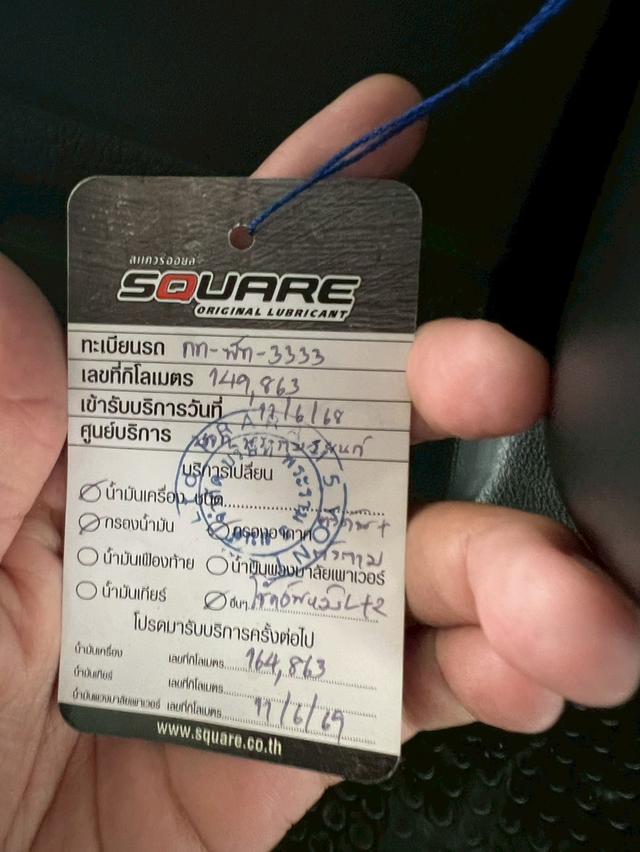 สแควร์ออยล์
SQUARE
ORIGINAL LUBRICANT
ทะเบียนรถ กท-พัท-3333
เลขที่กิโลเมตร 149,863
เข้ารับบริการวันที่ 11/6/68
ศูนย์บริการ
บริการเปลี่ยน
น้ำมันเครื่อง ชนิด
กรองน้ำมัน กรองอากาศ
น้ำมันเฟืองท้าย น้ำมันพวงมาลัยเพาเวอร์
น้ำมันเกียร์ อื่นๆ
โปรดมารับบริการครั้งต่อไป
น้ำมันเครื่อง เลขที่กิโลเมตร 164,863
น้ำมันเกียร์ เลขที่กิโลเมตร
น้ำมันพวงมาลัยเพาเวอร์ เลขที่กิโลเมตร 11/6/69
www.square.co.th